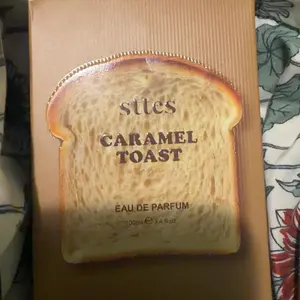 sttes
CARAMEL
TOAST
EAU DE PARFUM